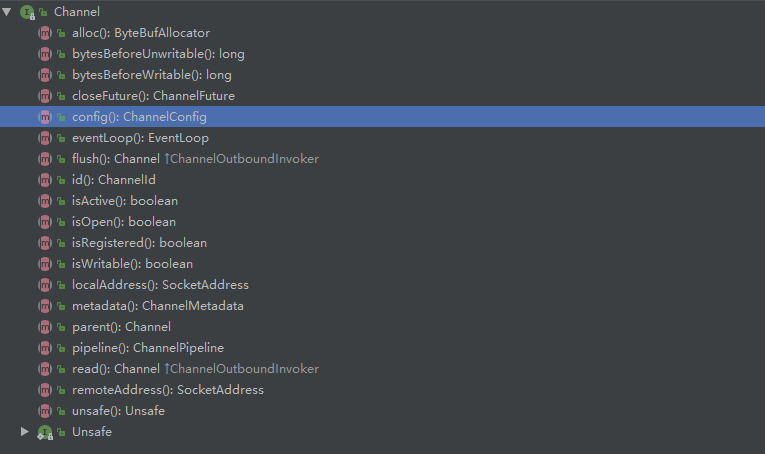 Channel
alloc(): ByteBufAllocator
bytesBeforeUnwritable(): long
bytesBeforeWritable(): long
closeFuture(): ChannelFuture
config(): ChannelConfig
eventLoop(): EventLoop
flush(): Channel ↑ChannelOutboundInvoker
id(): ChannelId
isActive(): boolean
isOpen(): boolean
isRegistered(): boolean
isWritable(): boolean
localAddress(): SocketAddress
metadata(): ChannelMetadata
parent(): Channel
pipeline(): ChannelPipeline
read(): Channel ↑ChannelOutboundInvoker
remoteAddress(): SocketAddress
unsafe(): Unsafe
Unsafe